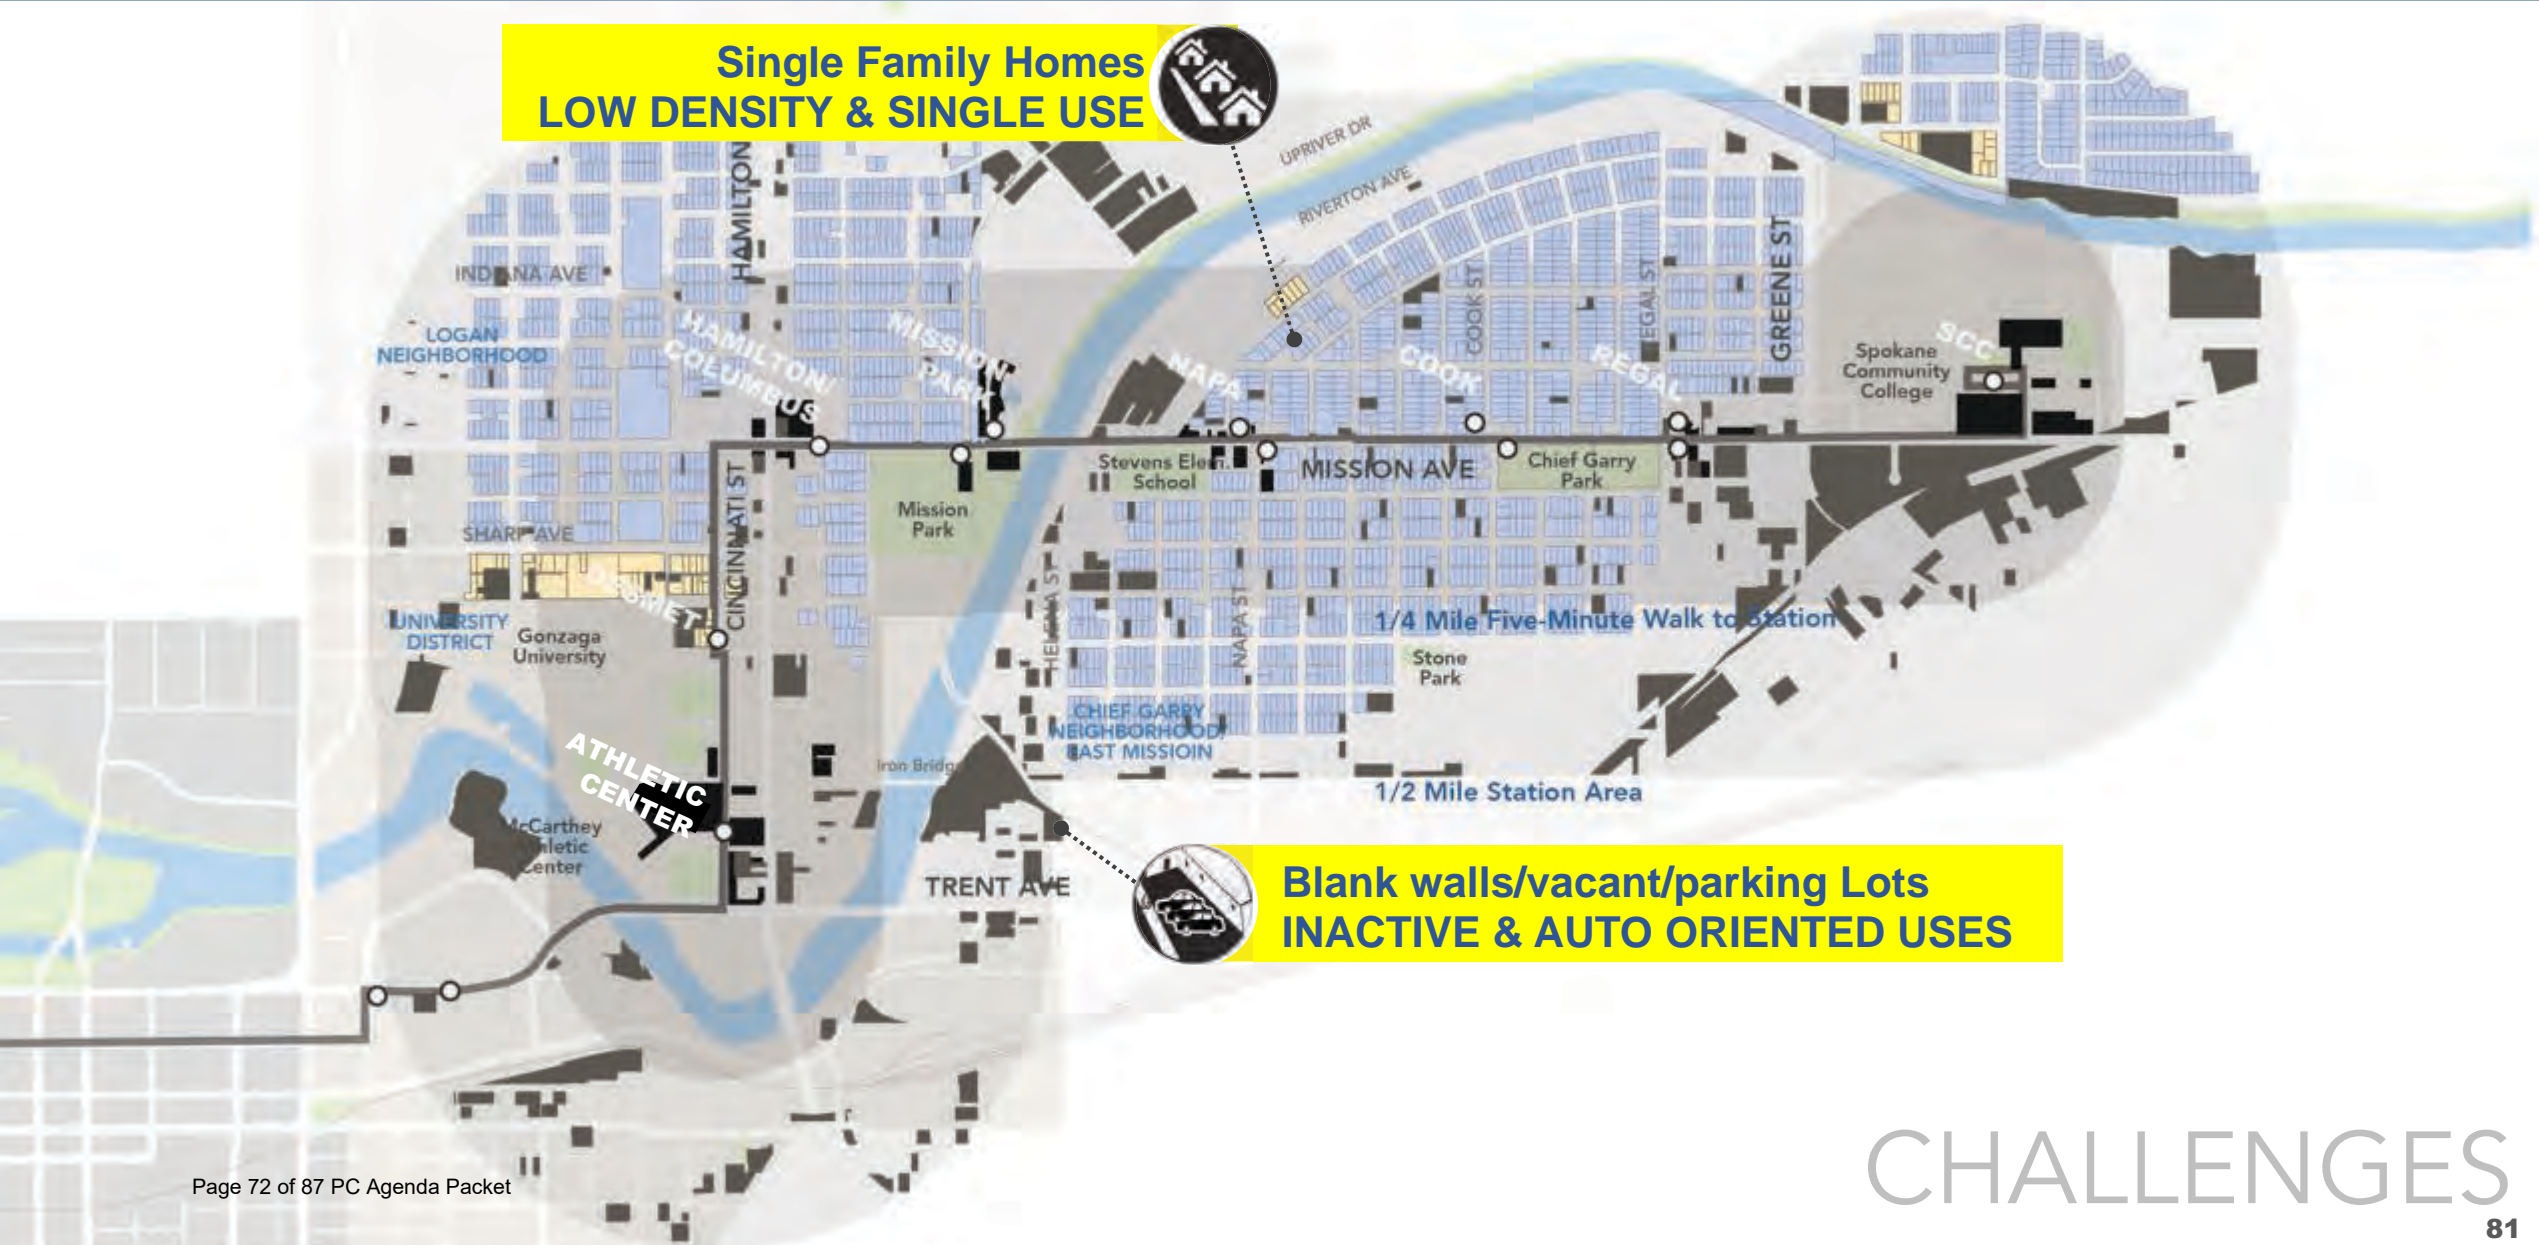 Single Family Homes
LOW DENSITY & SINGLE USE
UPRIVER DR
RIVERTON AVE
HAMILTON
INDIANA AVE
LOGAN
NEIGHBORHOOD
HAMILTON/
COLUMBUS
MISSION
PARK
NAPA
COOK
COOK ST
REGAL
REGAL ST
GREENE ST
SCC
Spokane
Community
College
Stevens Elem.
School
MISSION AVE
Chief Garry
Park
Mission
Park
CINCINNATI ST
SHARP AVE
DESMET
UNIVERSITY
DISTRICT
Gonzaga
University
HELENA ST
NAPA ST
1/4 Mile Five-Minute Walk to Station
Stone
Park
CHIEF GARRY
NEIGHBORHOOD/
EAST MISSIOIN
Iron Bridge
1/2 Mile Station Area
ATHLETIC
CENTER
McCarthey
Athletic
Center
TRENT AVE
Blank walls/vacant/parking Lots
INACTIVE & AUTO ORIENTED USES
Page 72 of 87 PC Agenda Packet
CHALLENGES
81